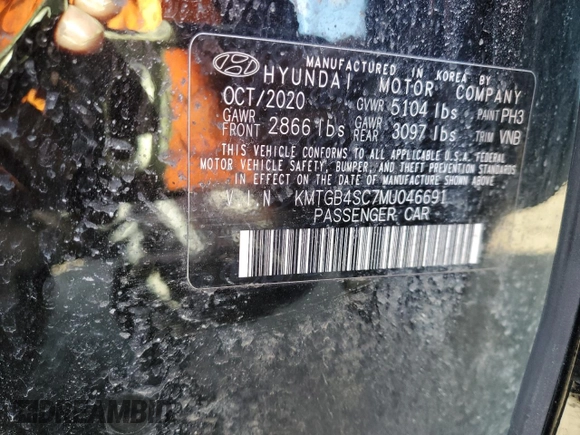 MANUFACTURED IN KOREA BY
HYUNDAI MOTOR COMPANY
OCT/2020 GVWR 5104 lbs PAINT PH3
GAWR FRONT 2866 lbs GAWR REAR 3097 lbs TRIM VNB
THIS VEHICLE CONFORMS TO ALL APPLICABLE U.S.A. FEDERAL
MOTOR VEHICLE SAFETY, BUMPER, AND THEFT PREVENTION STANDARDS
IN EFFECT ON THE DATE OF MANUFACTURE SHOWN ABOVE.
V.I.N KMTGB4SC7MU046691
PASSENGER CAR